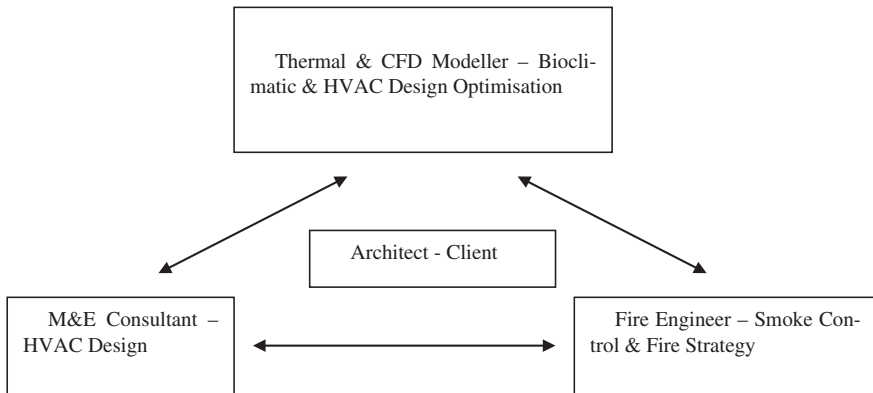 Thermal & CFD Modeller – Biocli-
matic & HVAC Design Optimisation
Architect - Client
M&E Consultant –
HVAC Design
Fire Engineer – Smoke Con-
trol & Fire Strategy